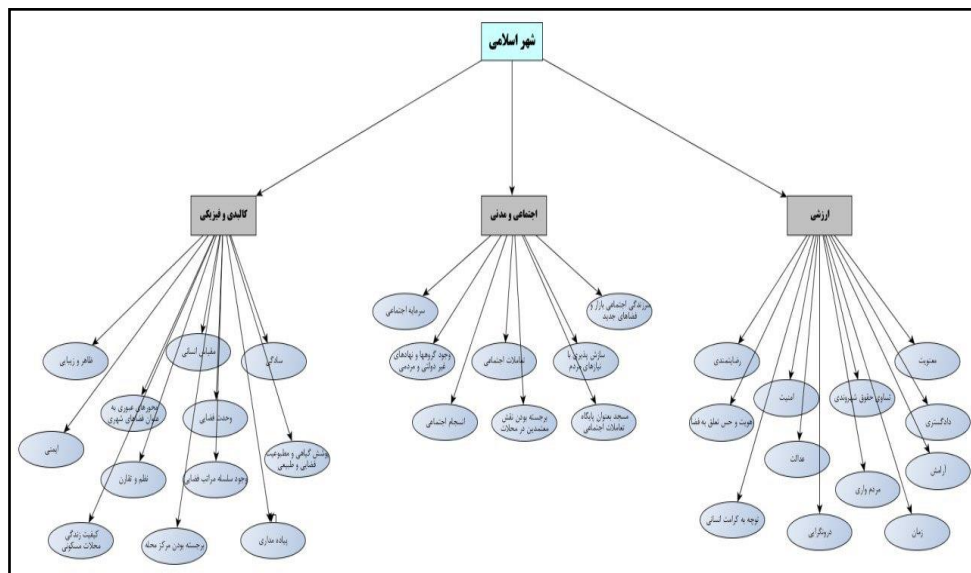 شهر اسلامی
ارزشی
اجتماعی و مدنی
کالبدی و فیزیکی
معنویت
دادگستری
آرامش
زمان
تساوی حقوق شهروندی
مردم واری
امنیت
عدالت
درونگرایی
رضایتمندی
هویت و حس تعلق به فضا
توجه به کرامت انسانی
سرزندگی اجتماعی بازار و
فضاهای جدید
سازش پذیری با
نیازهای مردم
مسجد بعنوان پایگاه
تعاملات اجتماعی
تعاملات اجتماعی
برجسته بودن نقش
معتمدین در محلات
سرمایه اجتماعی
وجود گروهها و نهادهای
غیر دولتی و مردمی
انسجام اجتماعی
سادگی
پوشش گیاهی و مطبوعیت
فضایی و طبیعی
پیاده مداری
مقیاس انسانی
وحدت فضایی
وجود سلسله مراتب فضایی
برجسته بودن مرکز محله
ظاهر و زیبایی
محورهای عبوری به
عنوان فضاهای شهری
نظم و تقارن
ایمنی
کیفیت زندگی
محلات مسکونی